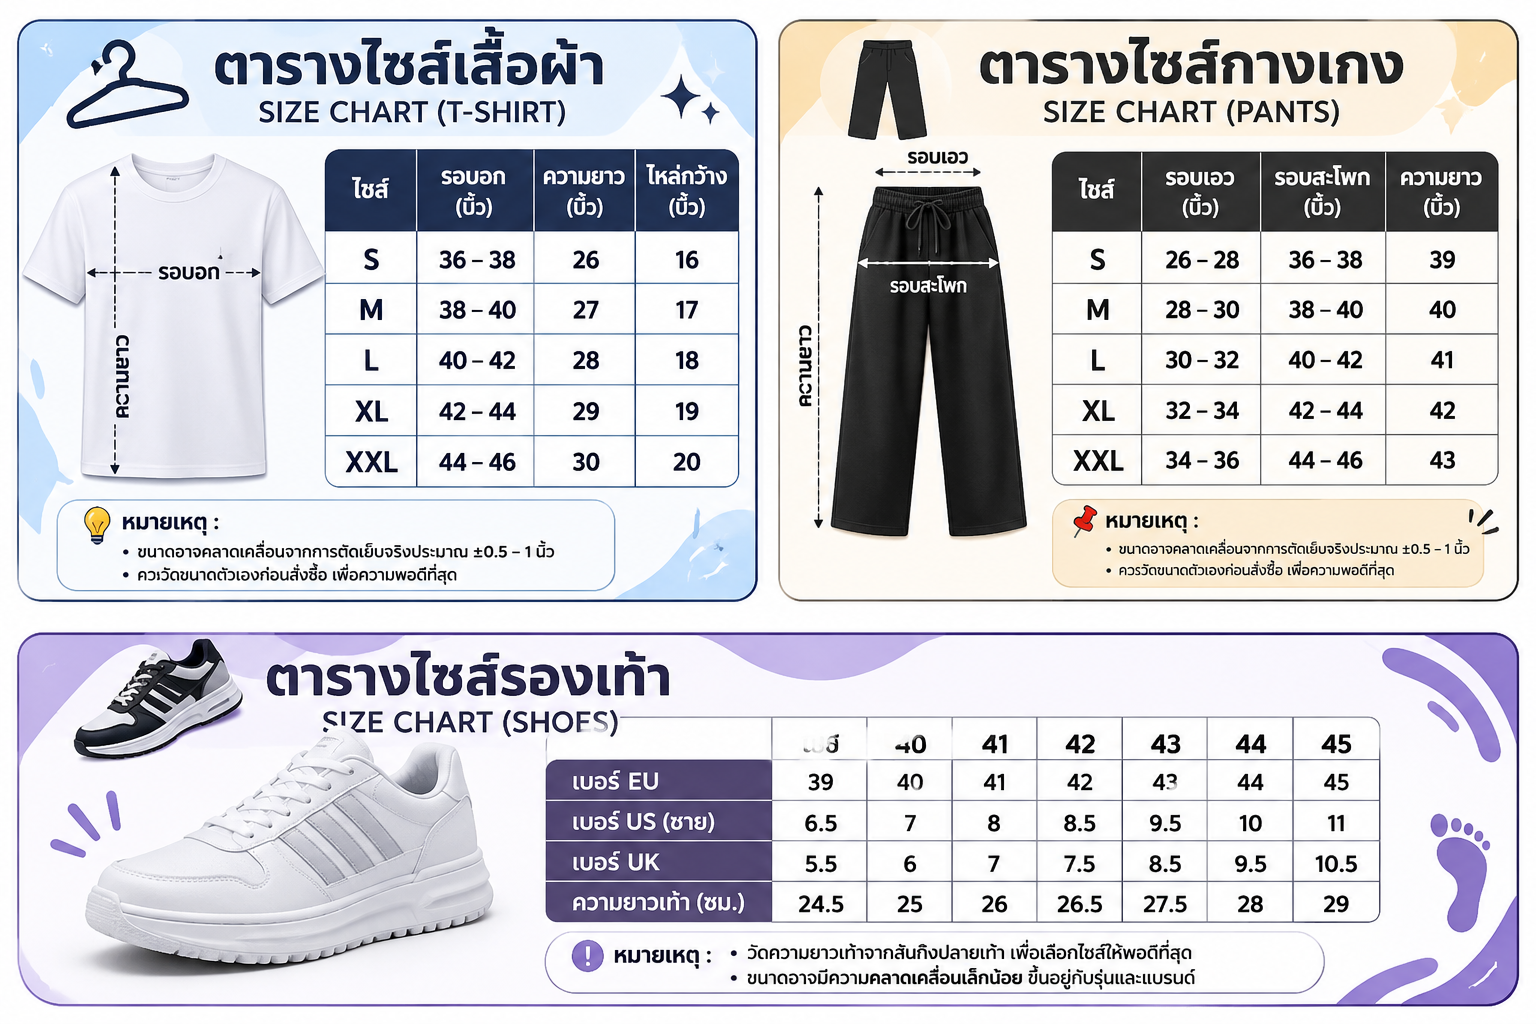 ตารางไซส์เสื้อผ้า
SIZE CHART (T-SHIRT)
รอบอก
ไซส์ รอบอก (นิ้ว) ความยาว (นิ้ว) ไหล่กว้าง (นิ้ว)
S 36 – 38 26 16
M 38 – 40 27 17
L 40 – 42 28 18
XL 42 – 44 29 19
XXL 44 – 46 30 20
หมายเหตุ :
• ขนาดอาจคลาดเคลื่อนจากการตัดเย็บจริงประมาณ ±0.5 – 1 นิ้ว
• ควรวัดขนาดตัวเองก่อนสั่งซื้อ เพื่อความพอดีที่สุด
ตารางไซส์กางเกง
SIZE CHART (PANTS)
รอบเอว
รอบสะโพก
ไซส์ รอบเอว (นิ้ว) รอบสะโพก (นิ้ว) ความยาว (นิ้ว)
S 26 – 28 36 – 38 39
M 28 – 30 38 – 40 40
L 30 – 32 40 – 42 41
XL 32 – 34 42 – 44 42
XXL 34 – 36 44 – 46 43
หมายเหตุ :
• ขนาดอาจคลาดเคลื่อนจากการตัดเย็บจริงประมาณ ±0.5 – 1 นิ้ว
• ควรวัดขนาดตัวเองก่อนสั่งซื้อ เพื่อความพอดีที่สุด
ตารางไซส์รองเท้า
SIZE CHART (SHOES)
40 41 42 43 44 45
เบอร์ EU 39 40 41 42 43 44 45
เบอร์ US (ชาย) 6.5 7 8 8.5 9.5 10 11
เบอร์ UK 5.5 6 7 7.5 8.5 9.5 10.5
ความยาวเท้า (ซม.) 24.5 25 26 26.5 27.5 28 29
หมายเหตุ :
• วัดความยาวเท้าจากส้นถึงปลายเท้า เพื่อเลือกไซส์ให้พอดีที่สุด
• ขนาดอาจมีความคลาดเคลื่อนเล็กน้อย ขึ้นอยู่กับรุ่นและแบรนด์